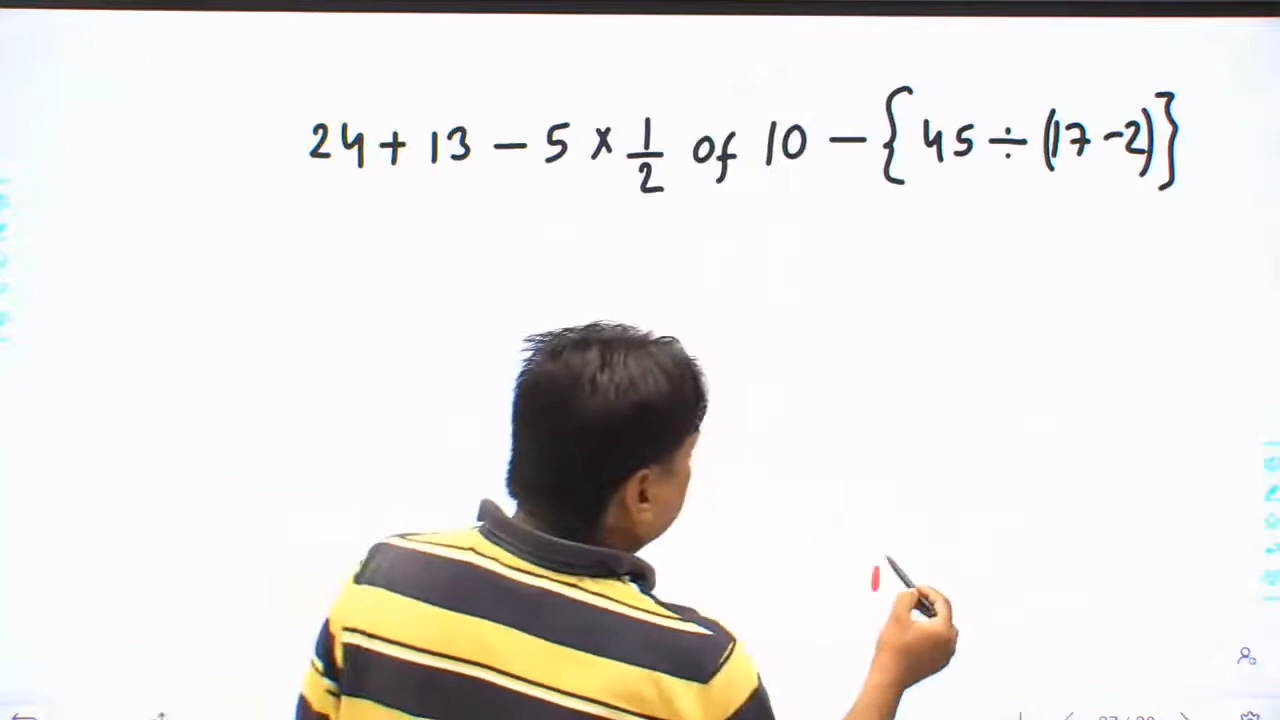 24 + 13 - 5 × 1/2 of 10 - {45 ÷ (17 - 2)}